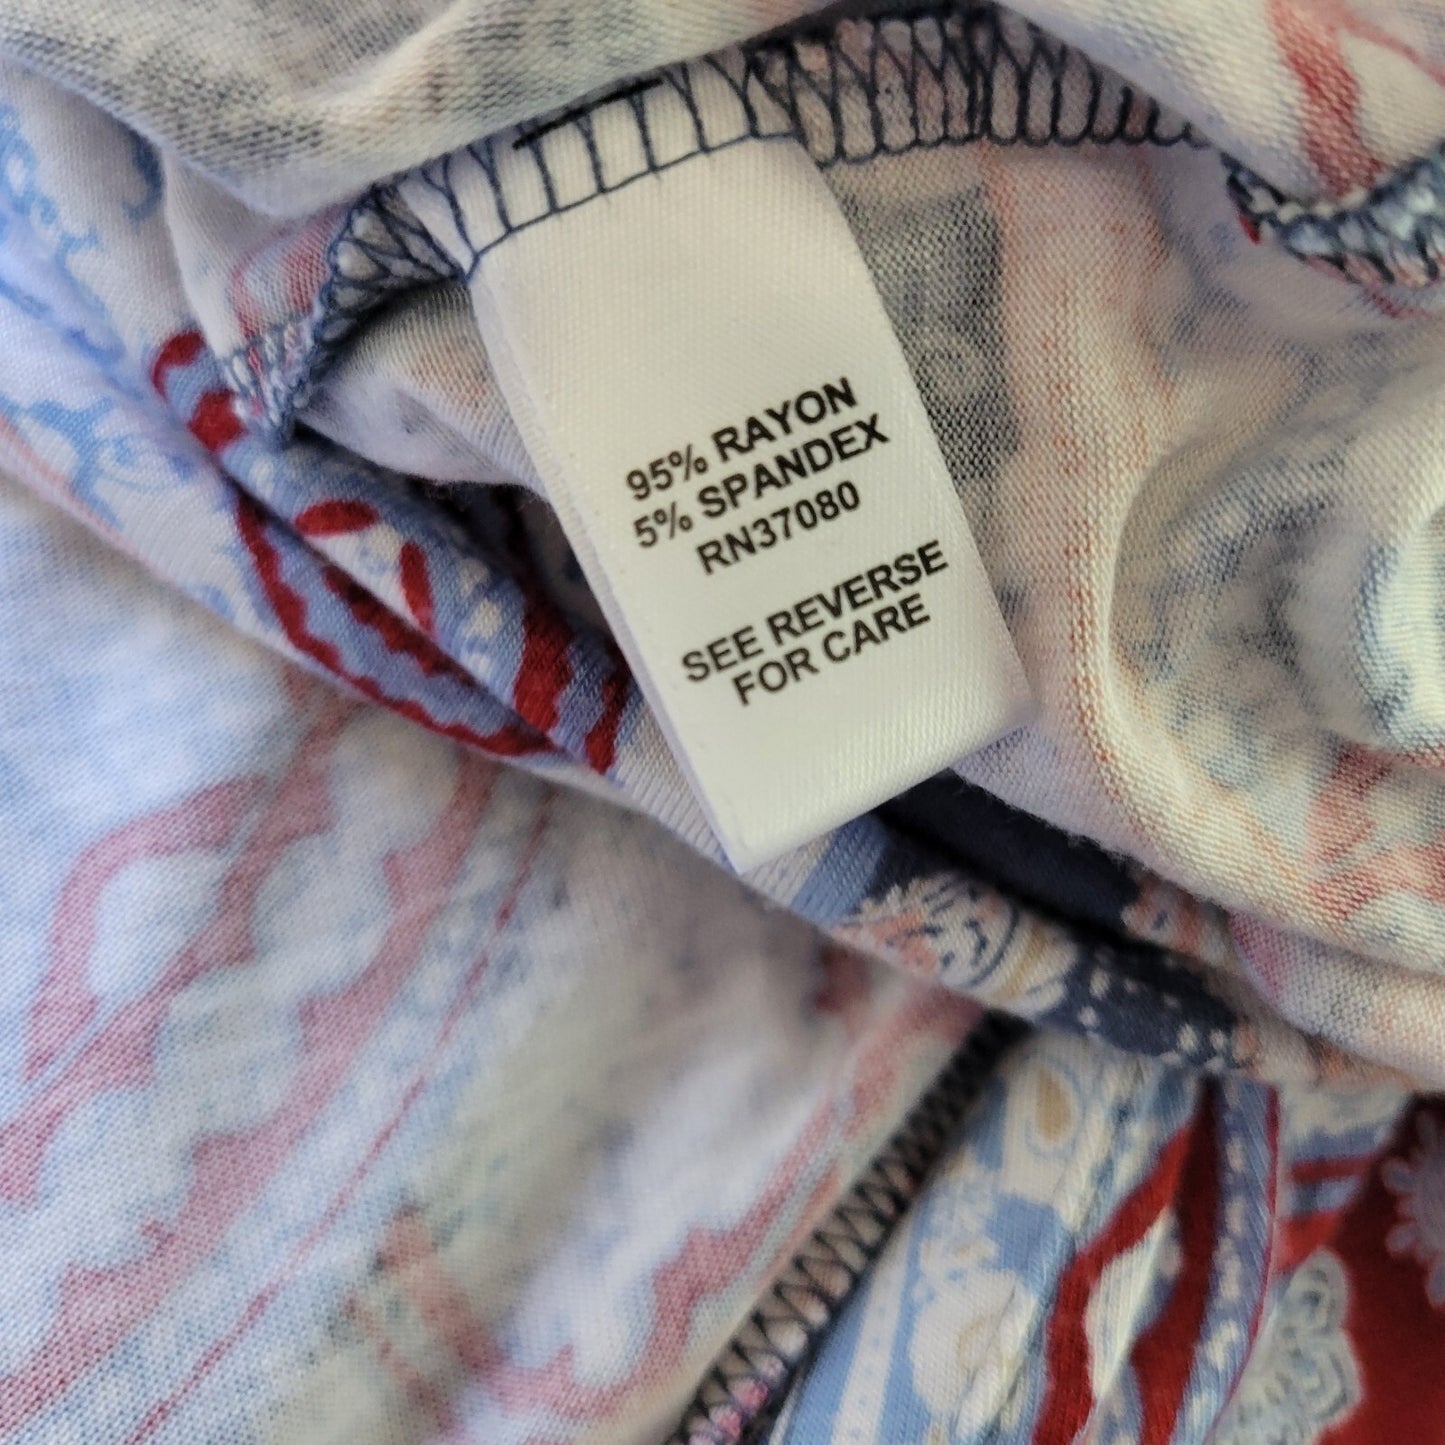 95% RAYON
5% SPANDEX
RN37080
SEE REVERSE
FOR CARE